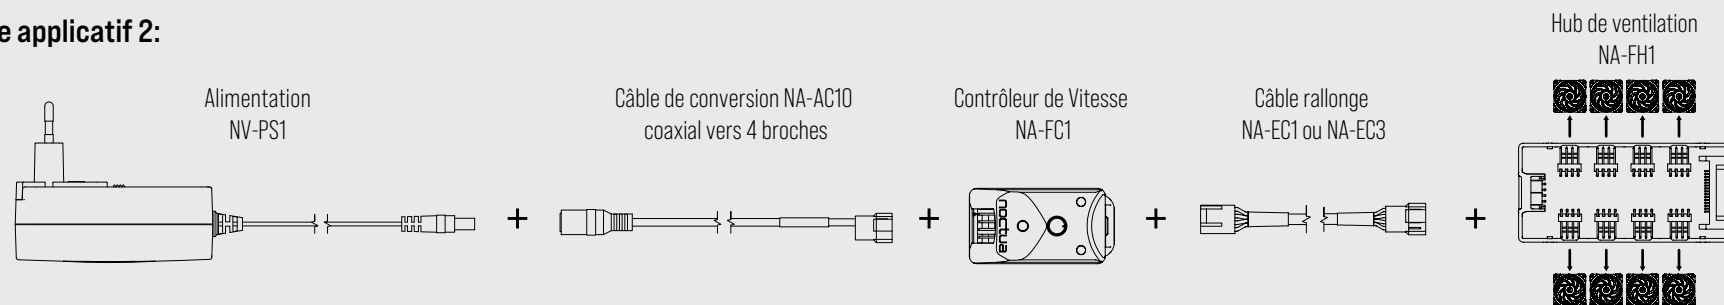 e applicatif 2:
Hub de ventilation
NA-FH1
Alimentation
NV-PS1
Câble de conversion NA-AC10
coaxial vers 4 broches
Contrôleur de Vitesse
NA-FC1
Câble rallonge
NA-EC1 ou NA-EC3
+
+
noctua
+
+